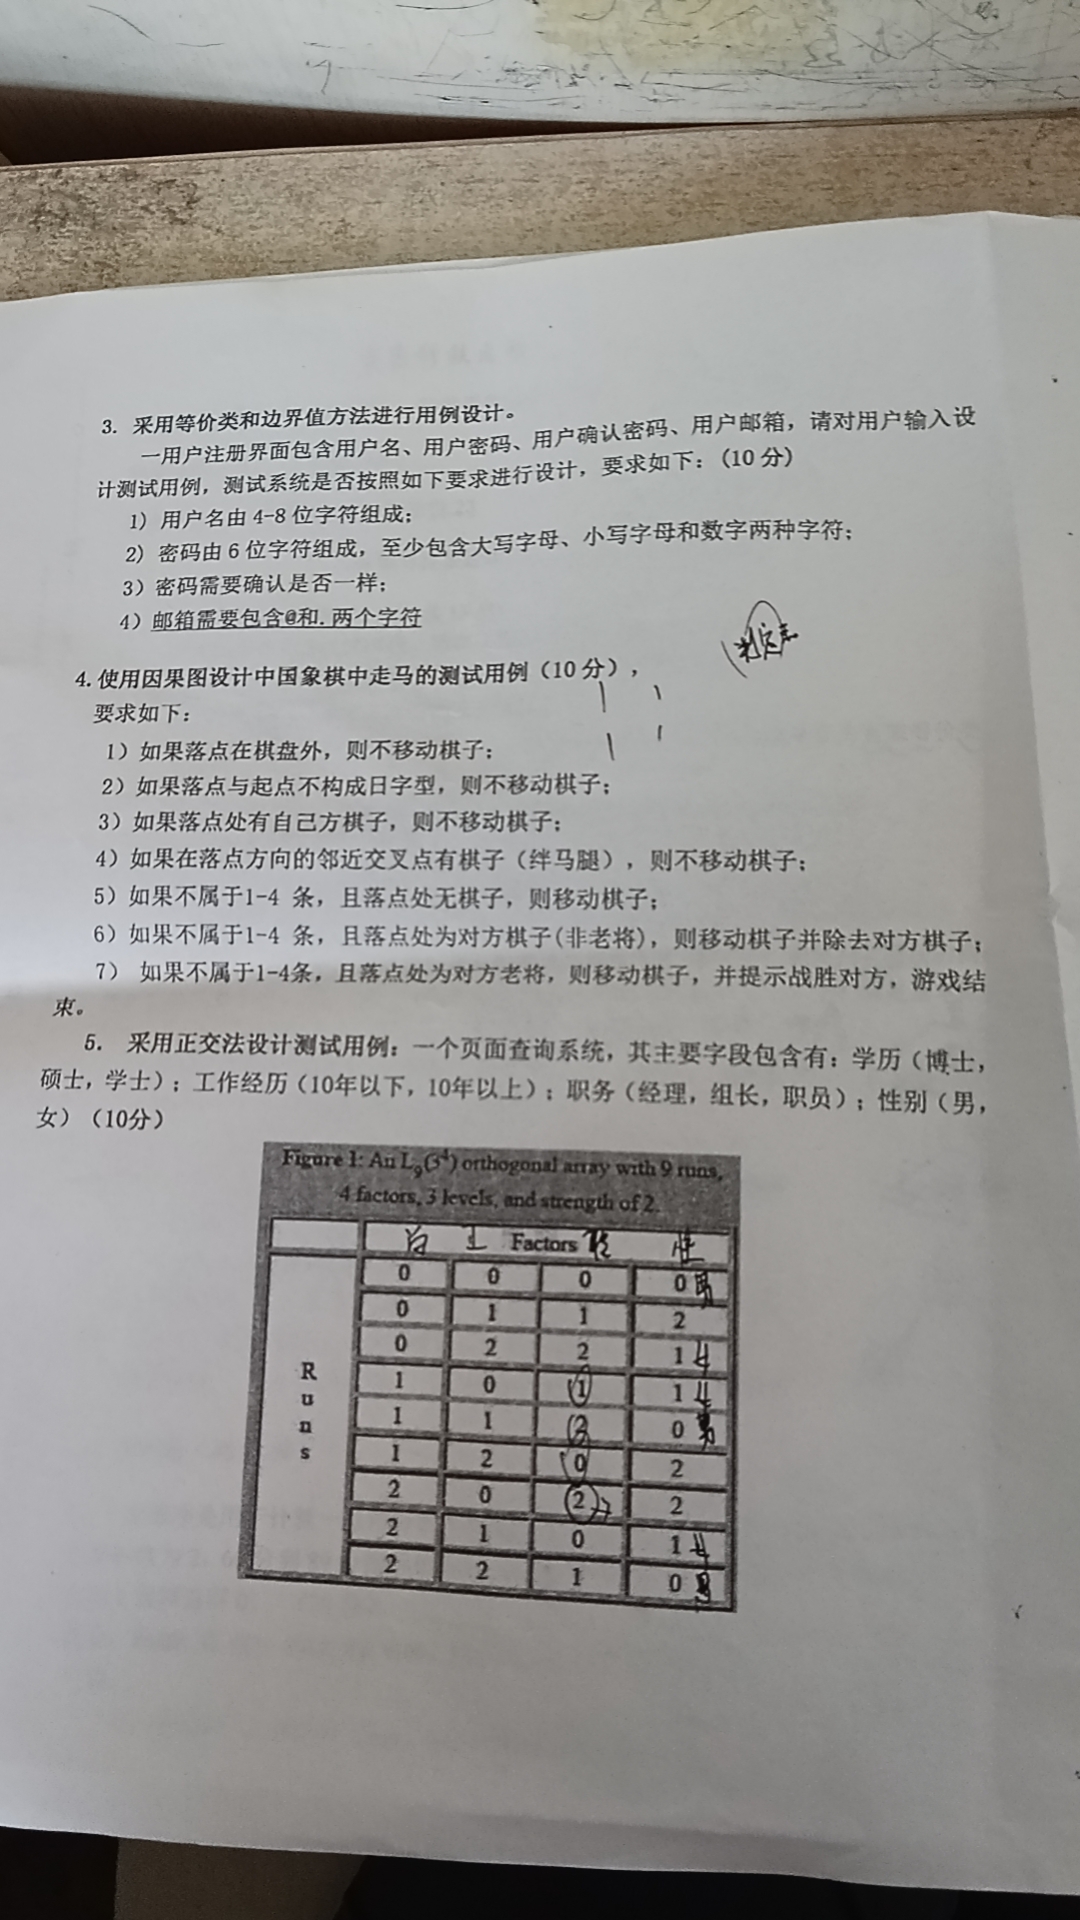 3. 采用等价类和边界值方法进行用例设计。
一用户注册界面包含用户名、用户密码、用户确认密码、用户邮箱，请对用户输入设
计测试用例，测试系统是否按照如下要求进行设计，要求如下：(10 分)
1) 用户名由 4-8 位字符组成；
2) 密码由 6 位字符组成，至少包含大写字母、小写字母和数字两种字符；
3) 密码需要确认是否一样；
4) 邮箱需要包含@和.两个字符
判定表
4. 使用因果图设计中国象棋中走马的测试用例（10 分），
要求如下：
1）如果落点在棋盘外，则不移动棋子；
2）如果落点与起点不构成日字型，则不移动棋子；
3）如果落点处有自己方棋子，则不移动棋子；
4）如果在落点方向的邻近交叉点有棋子（绊马腿），则不移动棋子；
5）如果不属于1-4 条，且落点处无棋子，则移动棋子；
6）如果不属于1-4 条，且落点处为对方棋子(非老将)，则移动棋子并除去对方棋子；
7） 如果不属于1-4条，且落点处为对方老将，则移动棋子，并提示战胜对方，游戏结
束。
5. 采用正交法设计测试用例：一个页面查询系统，其主要字段包含有：学历（博士，
硕士，学士）；工作经历（10年以下，10年以上）；职务（经理，组长，职员）；性别（男，
女）（10分）
Figure 1: An L9(3^4) orthogonal array with 9 runs,
4 factors, 3 levels, and strength of 2.
工 Factors 职 性
0 0 0 0 男
0 1 1 2
0 2 2 1 女
1 0 1 1 女
1 1 2 0 男
1 2 0 2
2 0 2 2
2 1 0 1 女
2 2 1 0 男
Runs